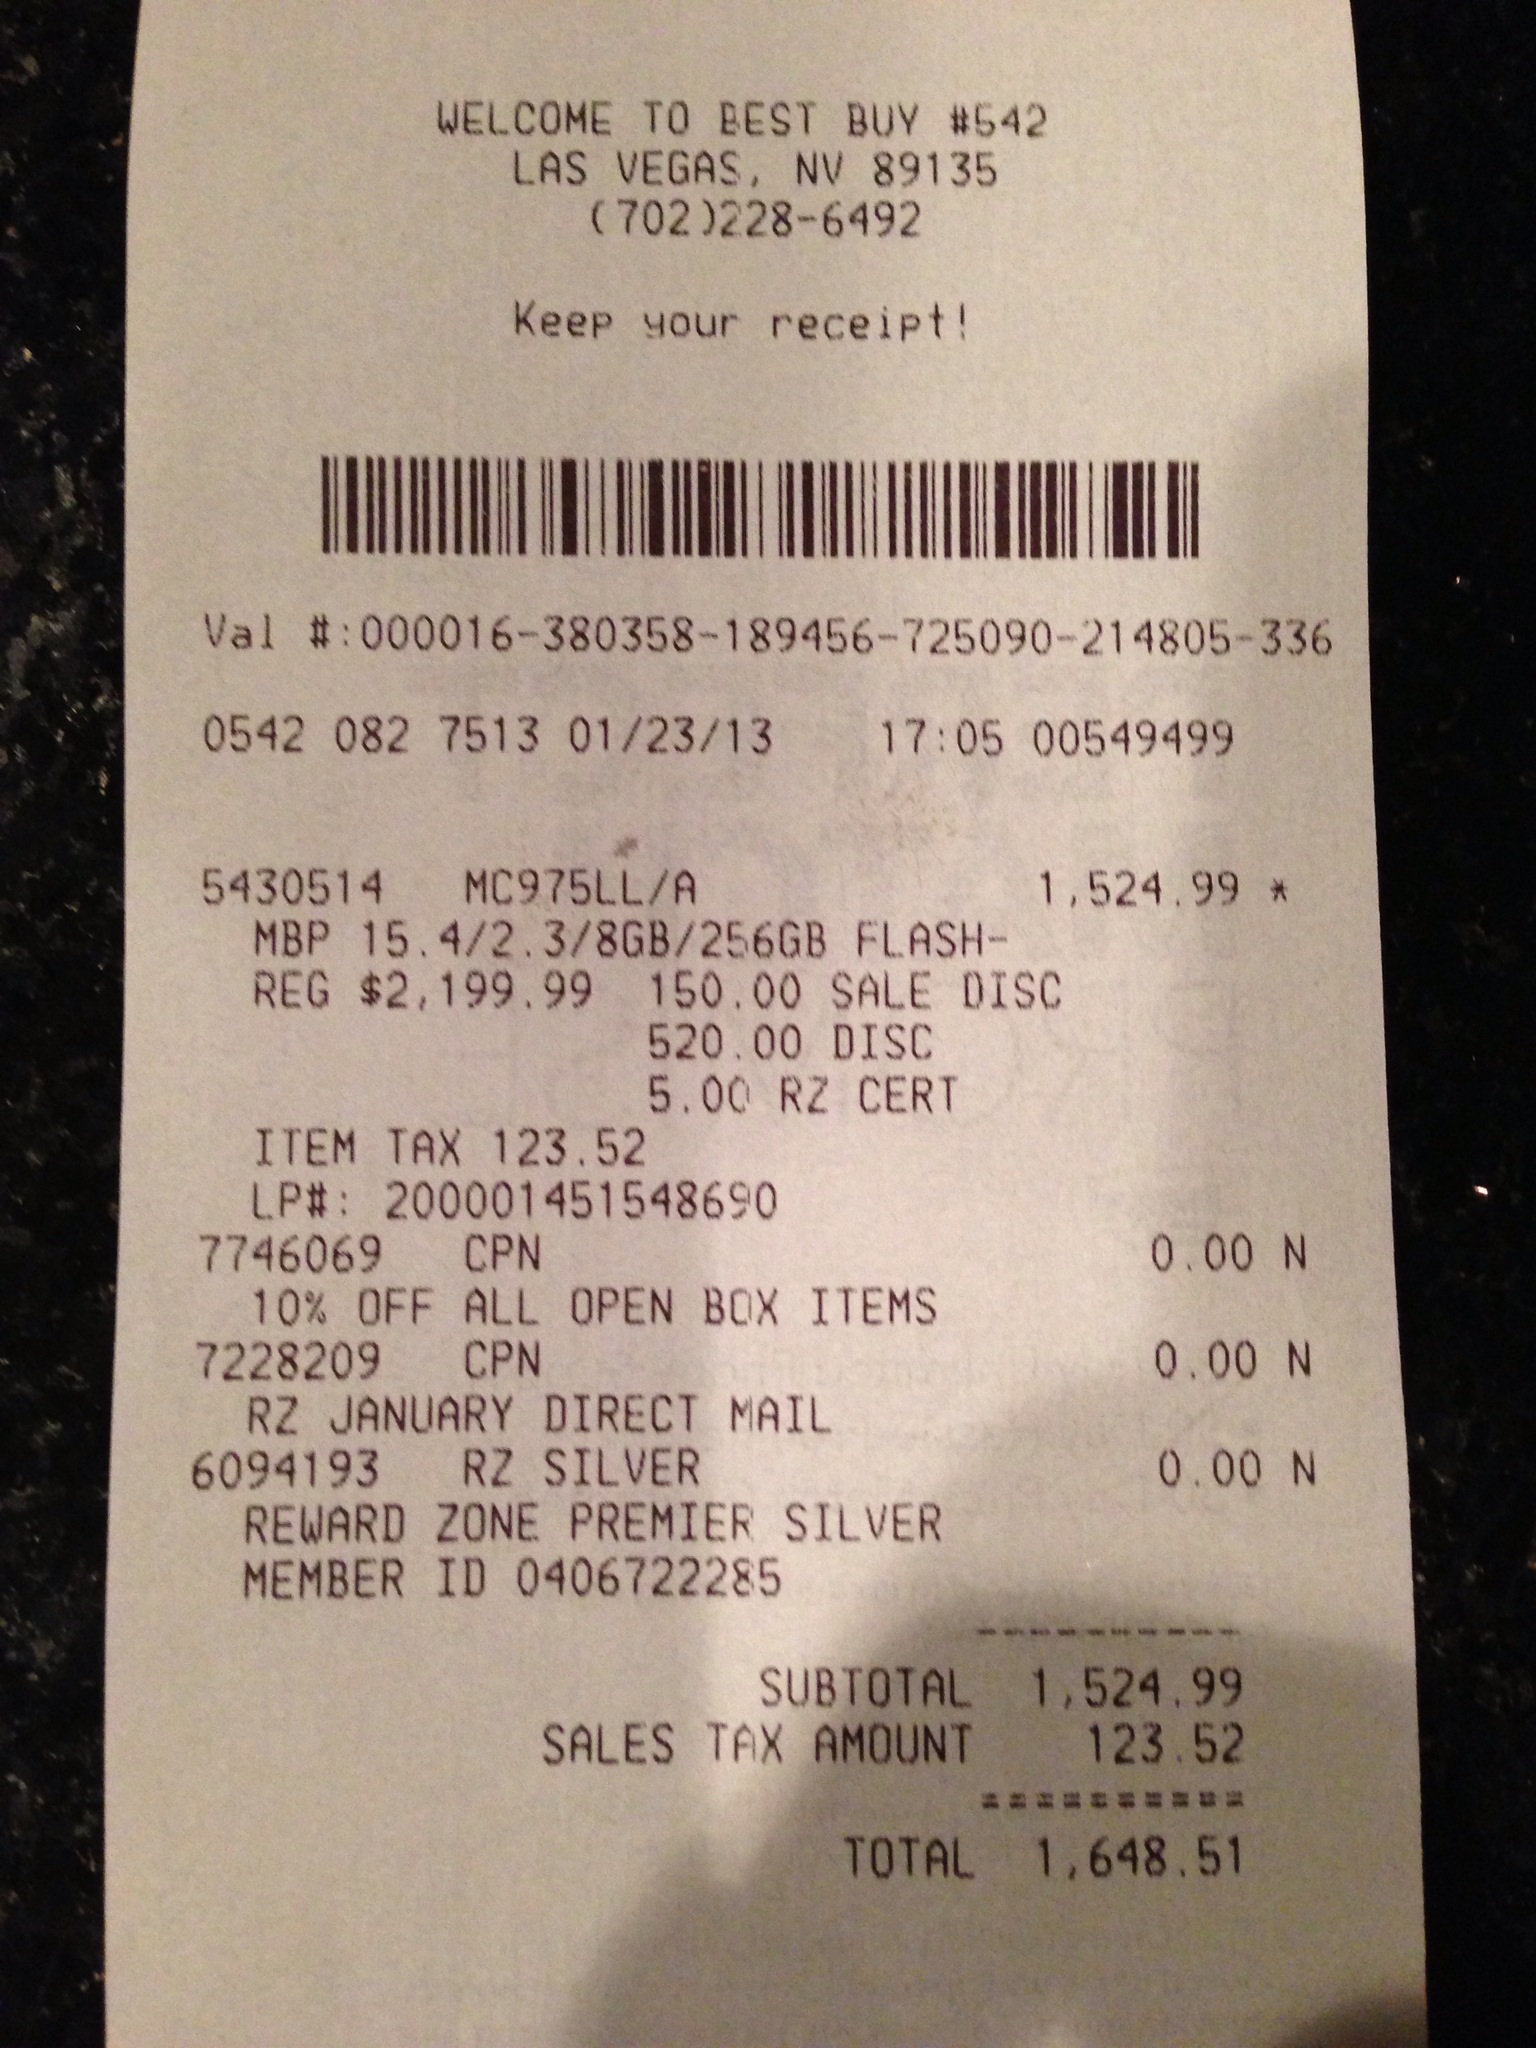 WELCOME TO BEST BUY #542
LAS VEGAS, NV 89135
(702)228-6492
Keep your receipt!
Val #:000016-380358-189456-725090-214805-336
0542 082 7513 01/23/13 17:05 00549499
5430514 MC975LL/A 1,524.99 *
MBP 15.4/2.3/8GB/256GB FLASH-
REG $2,199.99 150.00 SALE DISC
520.00 DISC
5.00 RZ CERT
ITEM TAX 123.52
LP#: 200001451548690
7746069 CPN 0.00 N
10% OFF ALL OPEN BOX ITEMS
7228209 CPN 0.00 N
RZ JANUARY DIRECT MAIL
6094193 RZ SILVER 0.00 N
REWARD ZONE PREMIER SILVER
MEMBER ID 0406722285
----------
SUBTOTAL 1,524.99
SALES TAX AMOUNT 123.52
==========
TOTAL 1,648.51